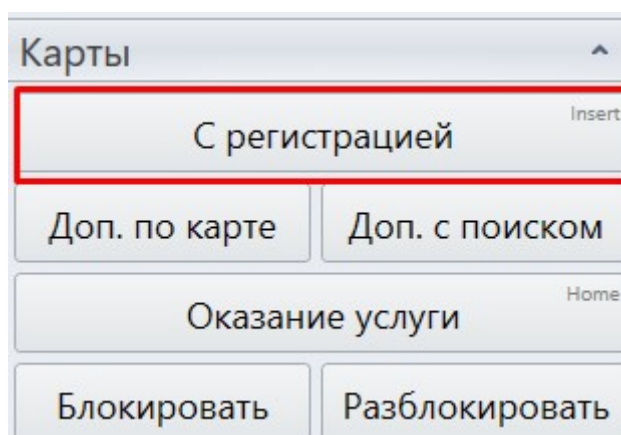 Карты
С регистрацией Insert
Доп. по карте Доп. с поиском
Оказание услуги Home
Блокировать Разблокировать